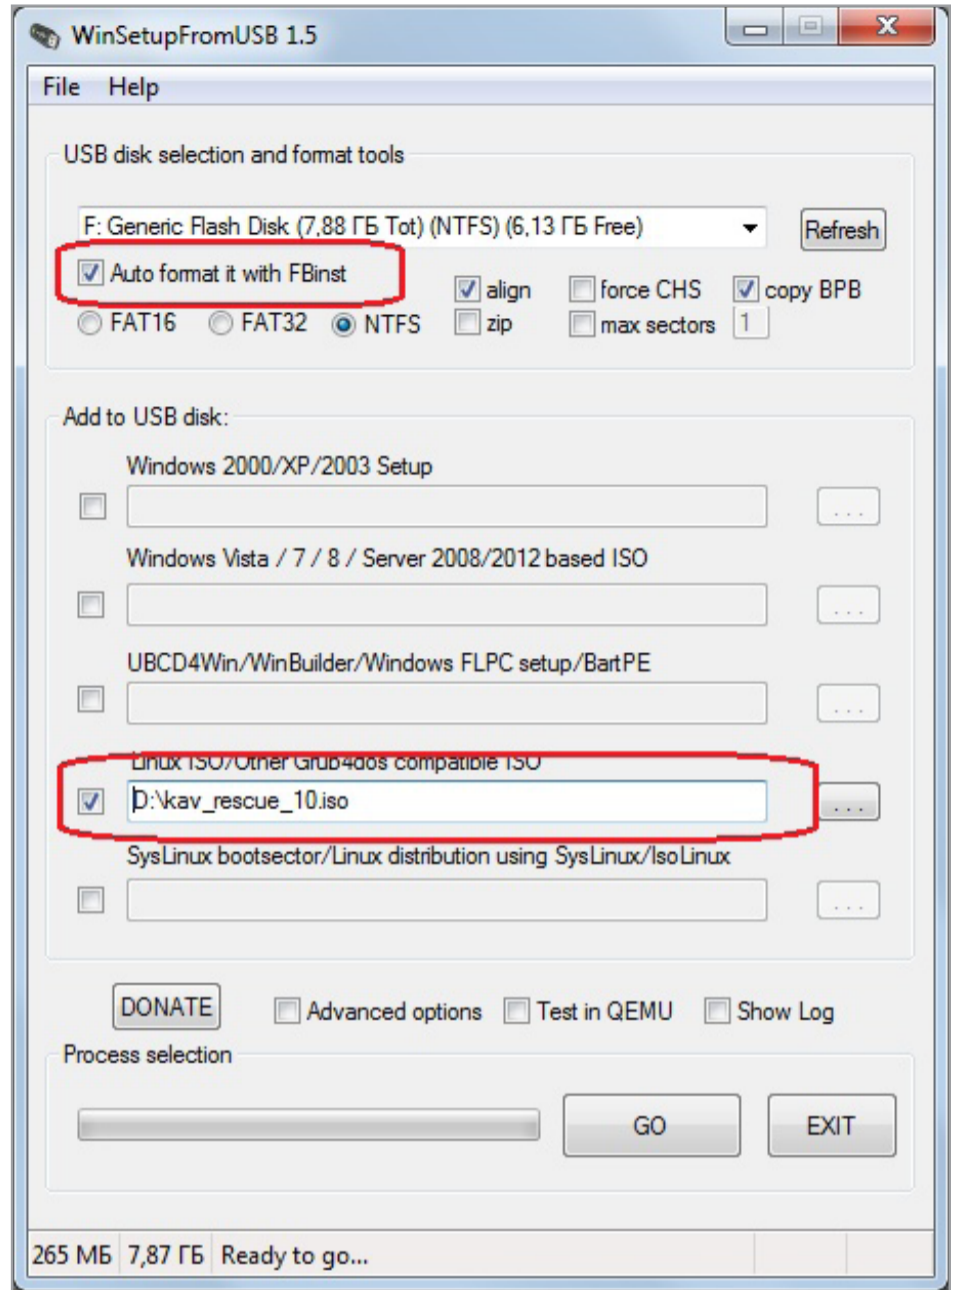 WinSetupFromUSB 1.5
File Help
USB disk selection and format tools
F: Generic Flash Disk (7,88 ГБ Tot) (NTFS) (6,13 ГБ Free)
Refresh
Auto format it with FBinst
align force CHS copy BPB
FAT16 FAT32 NTFS zip max sectors 1
Add to USB disk:
Windows 2000/XP/2003 Setup
...
Windows Vista / 7 / 8 / Server 2008/2012 based ISO
...
UBCD4Win/WinBuilder/Windows FLPC setup/BartPE
...
Linux ISO/Other Grub4dos compatible ISO
D:\kav_rescue_10.iso
...
SysLinux bootsector/Linux distribution using SysLinux/IsoLinux
...
DONATE Advanced options Test in QEMU Show Log
Process selection
GO EXIT
265 МБ 7,87 ГБ Ready to go...